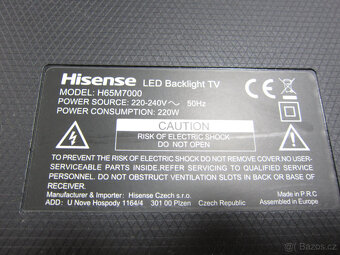 Hisense LED Backlight TV
MODEL: H65M7000
POWER SOURCE: 220-240V~ 50Hz
POWER CONSUMPTION: 220W
CE
CAUTION
RISK OF ELECTRIC SHOCK
DO NOT OPEN
TO PREVENT THE RISK OF ELECTRIC SHOCK DO NOT REMOVE COVER/BACK. NO USER-
SERVICEABLE PARTS INSIDE. REFER SERVICING TO QUALIFIED SERVICE PERSONNEL.
DO NOT BLOCK VENTILATION SLOTS IN BACK OR BOTTOM OF
RECEIVER.
Manufacturer & Importer: Hisense Czech s.r.o.
ADD: U Nove Hospody 1164/4 301 00 Plzen Czech Republic
Made in P.R.C
Assembled in Europe
bazos.cz